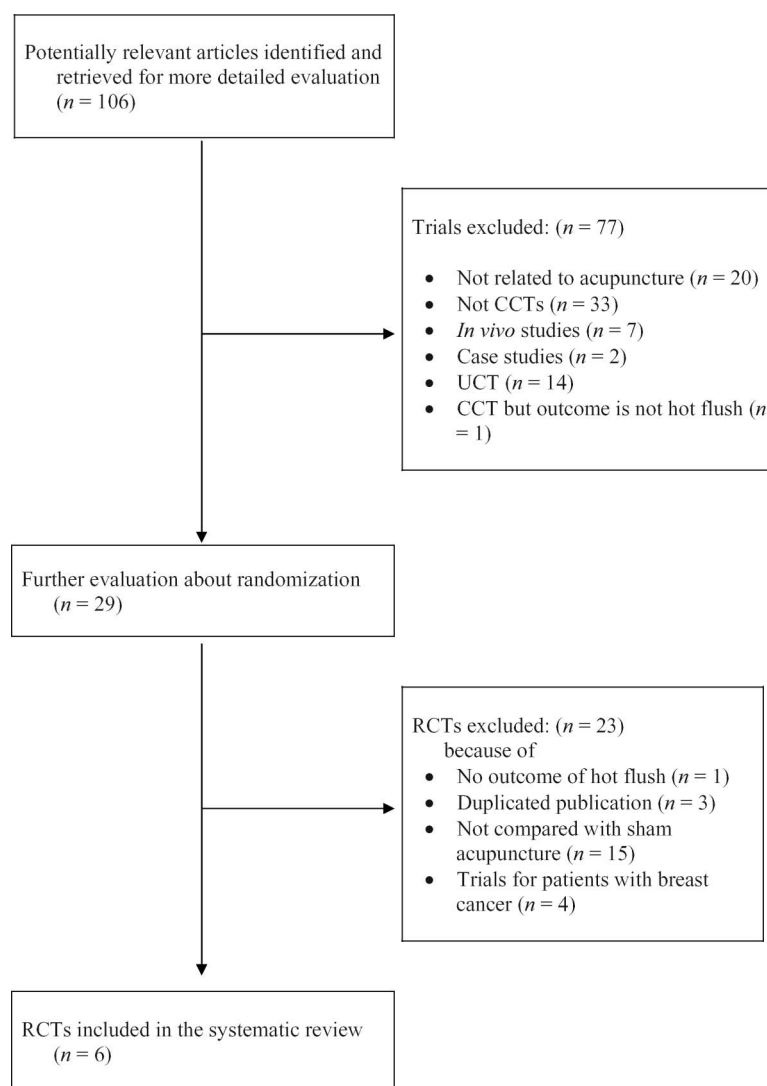 Potentially relevant articles identified and
retrieved for more detailed evaluation
(n = 106)
Trials excluded: (n = 77)
• Not related to acupuncture (n = 20)
• Not CCTs (n = 33)
• In vivo studies (n = 7)
• Case studies (n = 2)
• UCT (n = 14)
• CCT but outcome is not hot flush (n
= 1)
Further evaluation about randomization
(n = 29)
RCTs excluded: (n = 23)
because of
• No outcome of hot flush (n = 1)
• Duplicated publication (n = 3)
• Not compared with sham
acupuncture (n = 15)
• Trials for patients with breast
cancer (n = 4)
RCTs included in the systematic review
(n = 6)